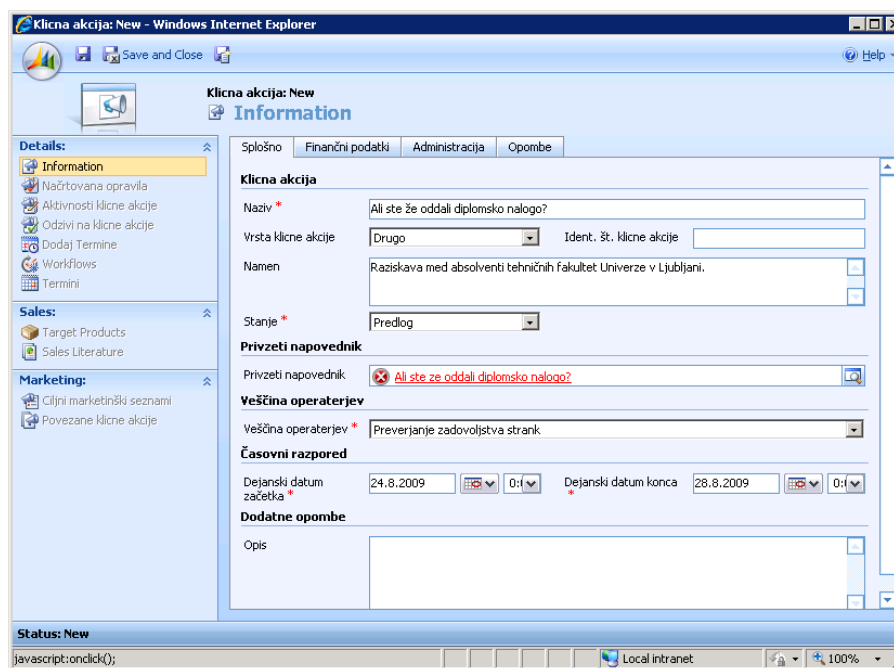 Klicna akcija: New - Windows Internet Explorer
Save and Close
Help
Klicna akcija: New
Information
Details:
Information
Načrtovana opravila
Aktivnosti klicne akcije
Odzivi na klicne akcije
Dodaj Termine
Workflows
Termini
Sales:
Target Products
Sales Literature
Marketing:
Ciljni marketinški seznami
Povezane klicne akcije
Splošno Finančni podatki Administracija Opombe
Klicna akcija
Naziv * Ali ste že oddali diplomsko nalogo?
Vrsta klicne akcije Drugo Ident. št. klicne akcije
Namen Raziskava med absolventi tehničnih fakultet Univerze v Ljubljani.
Stanje * Predlog
Privzeti napovednik
Privzeti napovednik Ali ste ze oddali diplomsko nalogo?
Veščina operaterjev
Veščina operaterjev * Preverjanje zadovoljstva strank
Časovni razpored
Dejanski datum začetka * 24.8.2009 Dejanski datum konca * 28.8.2009
Dodatne opombe
Opis
Status: New
javascript:onclick(); Local intranet 100%